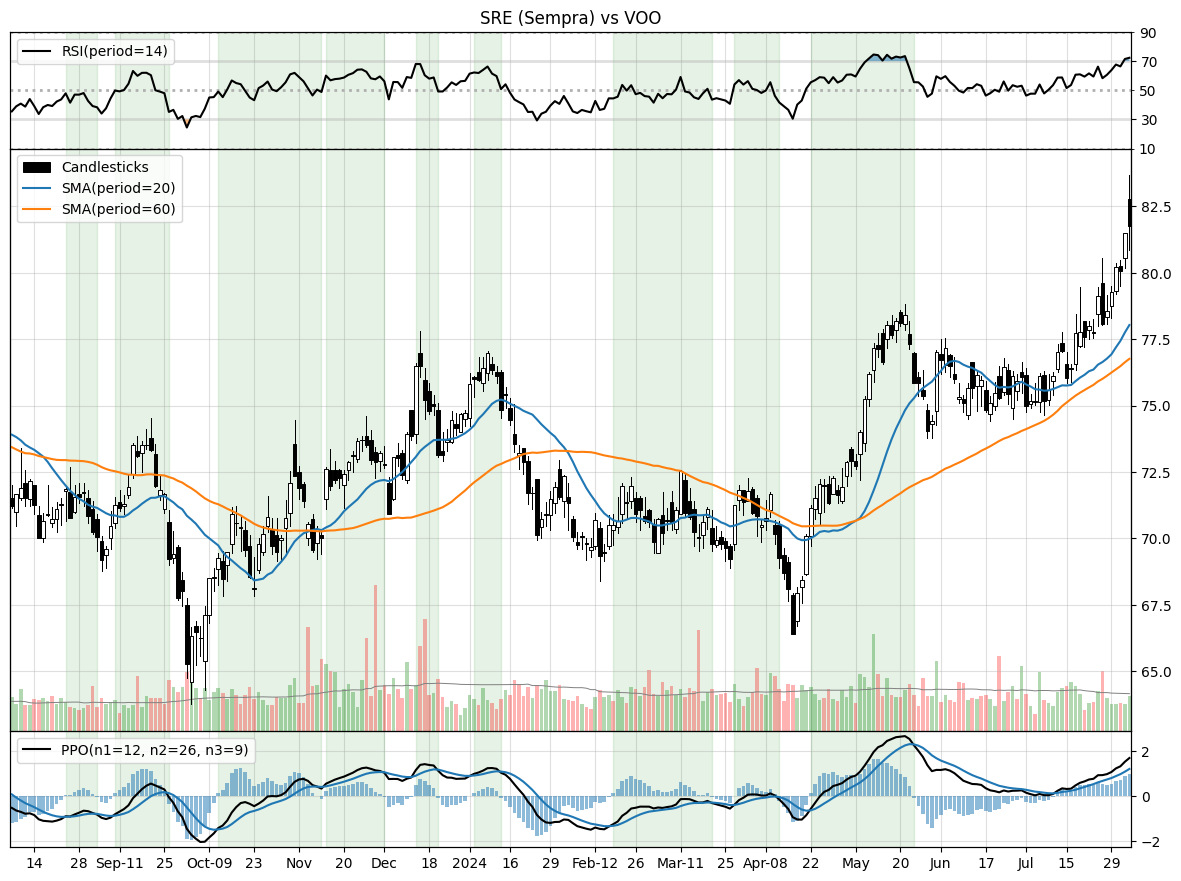 SRE (Sempra) vs VOO
RSI(period=14)
90
70
50
30
10
Candlesticks
SMA(period=20)
SMA(period=60)
82.5
80.0
77.5
75.0
72.5
70.0
67.5
65.0
PPO(n1=12, n2=26, n3=9)
2
0
−2
14 28 Sep-11 25 Oct-09 23 Nov 20 Dec 18 2024 16 29 Feb-12 26 Mar-11 25 Apr-08 22 May 20 Jun 17 Jul 15 29